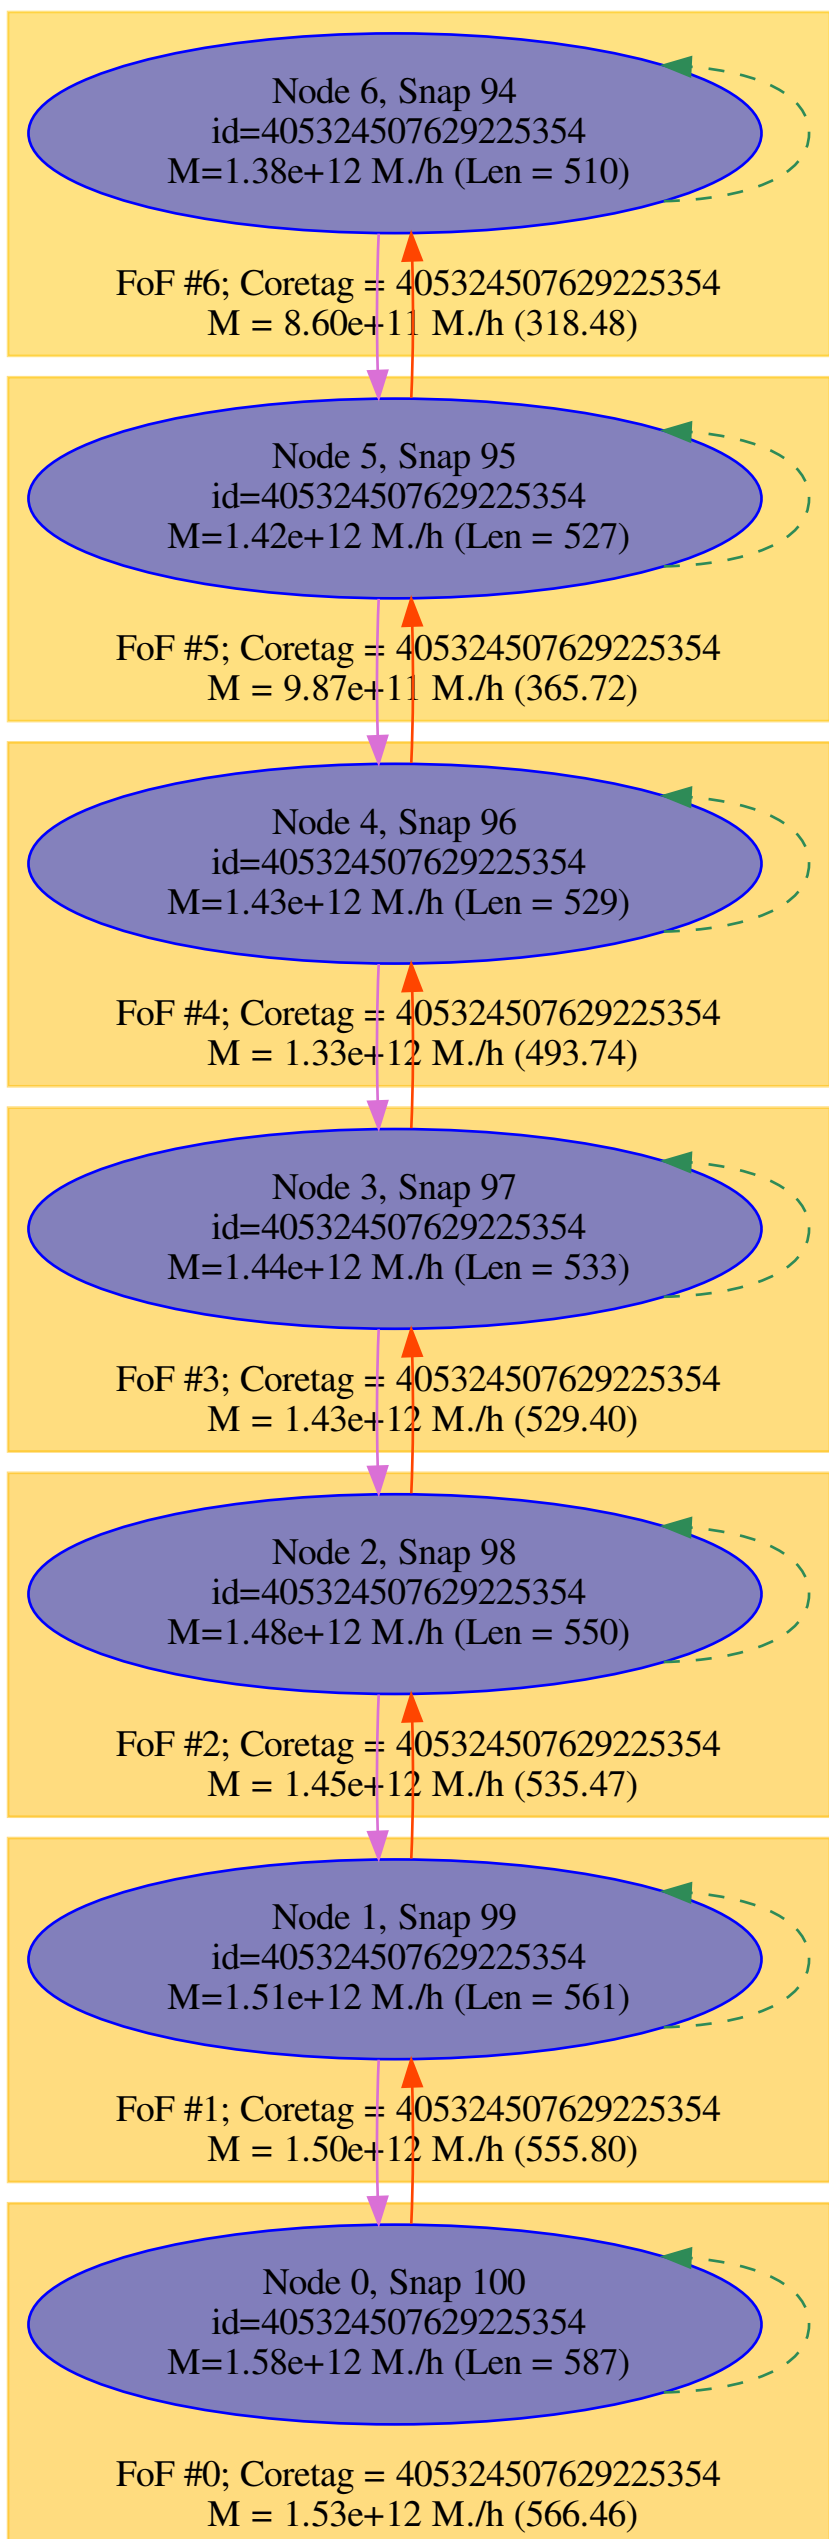 Node 6, Snap 94
id=405324507629225354
M=1.38e+12 M./h (Len = 510)
FoF #6; Coretag = 405324507629225354
M = 8.60e+11 M./h (318.48)
Node 5, Snap 95
id=405324507629225354
M=1.42e+12 M./h (Len = 527)
FoF #5; Coretag = 405324507629225354
M = 9.87e+11 M./h (365.72)
Node 4, Snap 96
id=405324507629225354
M=1.43e+12 M./h (Len = 529)
FoF #4; Coretag = 405324507629225354
M = 1.33e+12 M./h (493.74)
Node 3, Snap 97
id=405324507629225354
M=1.44e+12 M./h (Len = 533)
FoF #3; Coretag = 405324507629225354
M = 1.43e+12 M./h (529.40)
Node 2, Snap 98
id=405324507629225354
M=1.48e+12 M./h (Len = 550)
FoF #2; Coretag = 405324507629225354
M = 1.45e+12 M./h (535.47)
Node 1, Snap 99
id=405324507629225354
M=1.51e+12 M./h (Len = 561)
FoF #1; Coretag = 405324507629225354
M = 1.50e+12 M./h (555.80)
Node 0, Snap 100
id=405324507629225354
M=1.58e+12 M./h (Len = 587)
FoF #0; Coretag = 405324507629225354
M = 1.53e+12 M./h (566.46)